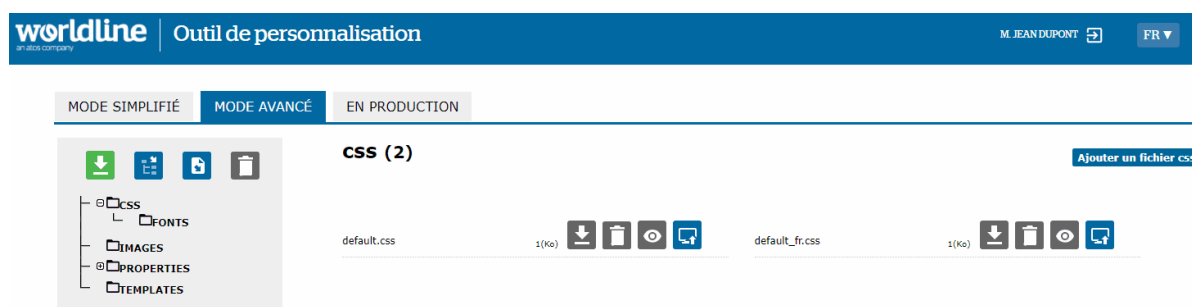 worldline
an atos company
Outil de personnalisation
M. JEAN DUPONT
FR ▼
MODE SIMPLIFIÉ
MODE AVANCÉ
EN PRODUCTION
CSS
FONTS
IMAGES
PROPERTIES
TEMPLATES
CSS (2)
Ajouter un fichier css
default.css
1(Ko)
default_fr.css
1(Ko)